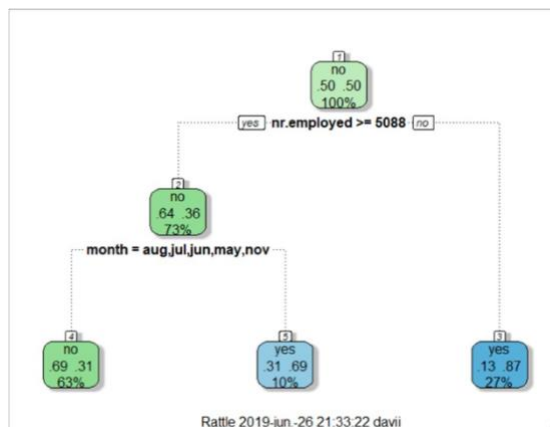 1
no
.50 .50
100%
yes nr.employed >= 5088 no
2
no
.64 .36
73%
month = aug,jul,jun,may,nov
4
no
.69 .31
63%
5
yes
.31 .69
10%
3
yes
.13 .87
27%
Rattle 2019-jun.-26 21:33:22 davji